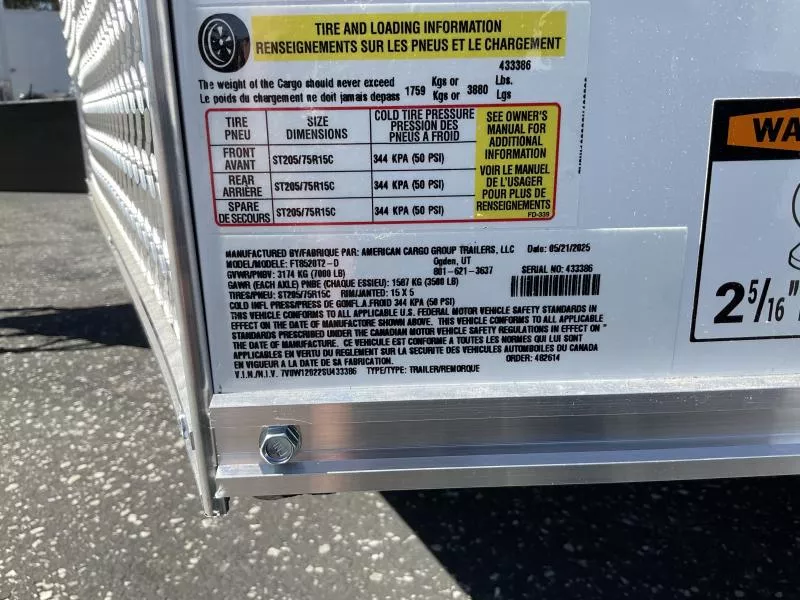 TIRE AND LOADING INFORMATION
RENSEIGNEMENTS SUR LES PNEUS ET LE CHARGEMENT
433386
The weight of the Cargo should never exceed 1759 Kgs or 3880 Lbs.
Le poids du chargement ne doit jamais depass Kgs or Lgs
TIRE PNEU SIZE DIMENSIONS COLD TIRE PRESSURE PRESSION DES PNEUS A FROID
FRONT AVANT ST205/75R15C 344 KPA (50 PSI)
REAR ARRIÈRE ST205/75R15C 344 KPA (50 PSI)
SPARE DE SECOURS ST205/75R15C 344 KPA (50 PSI)
SEE OWNER'S
MANUAL FOR
ADDITIONAL
INFORMATION
VOIR LE MANUEL
DE L'USAGER
POUR PLUS DE
RENSEIGNEMENTS
FD-339
MANUFACTURED BY/FABRIQUE PAR: AMERICAN CARGO GROUP TRAILERS, LLC Date: 05/21/2025
MODEL/MODELE: FT8520T2-D Ogden, UT
GVWR/PNBV: 3174 KG (7000 LB) 801-621-3637 SERIAL NO: 433386
GAWR (EACH AXLE) PNBE (CHAQUE ESSIEU): 1587 KG (3500 LB)
TIRES/PNEU: ST205/75R15C RIM/JANTED: 15 X 5
COLD INFL PRESS/PRESS DE GONFL.A FROID 344 KPA (50 PSI)
THIS VEHICLE CONFORMS TO ALL APPLICABLE U.S. FEDERAL MOTOR VEHICLE SAFETY STANDARDS IN
EFFECT ON THE DATE OF MANUFACTURE SHOWN ABOVE. THIS VEHICLE CONFORMS TO ALL APPLICABLE
STANDARDS PRESCRIBED UNDER THE CANADIAN MOTOR VEHICLE SAFETY REGULATIONS IN EFFECT ON "
THE DATE OF MANUFACTURE. CE VEHICULE EST CONFORME A TOUTES LES NORMES QUI LUI SONT
APPLICABLES EN VERTU DU REGLEMENT SUR LA SECURITE DES VEHICULES AUTOMBOILES DU CANADA
EN VIGUEUR A LA DATE DE SA FABRICATION. ORDER: 482614
V.I.N./N.I.V. 7V0W12022SU433386 TYPE/TYPE: TRAILER/REMORQUE
WA
2 5/16"